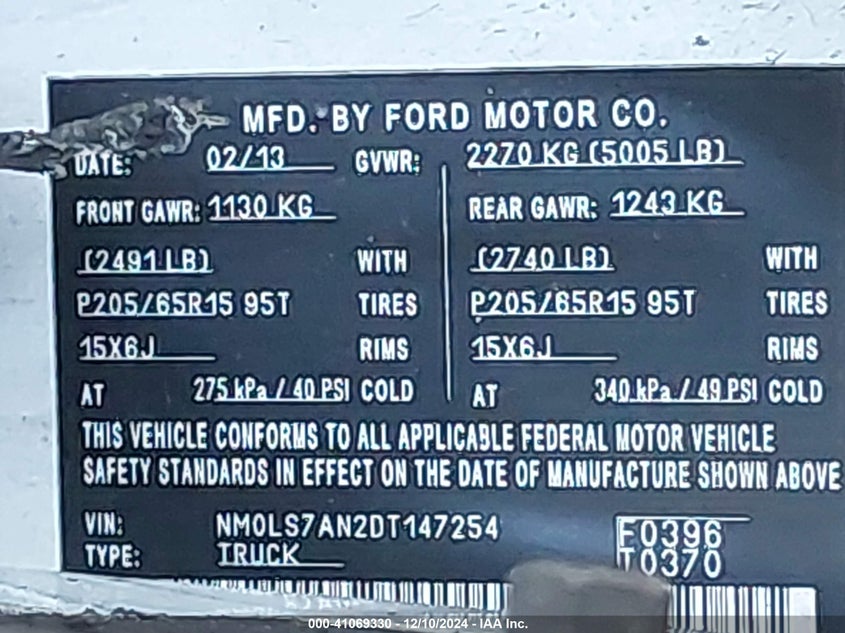 MFD. BY FORD MOTOR CO.
DATE: 02/13 GVWR: 2270 KG (5005 LB)
FRONT GAWR: 1130 KG REAR GAWR: 1243 KG
(2491 LB) WITH (2740 LB) WITH
P205/65R15 95T TIRES P205/65R15 95T TIRES
15X6J RIMS 15X6J RIMS
AT 275 kPa / 40 PSI COLD AT 340 kPa / 49 PSI COLD
THIS VEHICLE CONFORMS TO ALL APPLICABLE FEDERAL MOTOR VEHICLE
SAFETY STANDARDS IN EFFECT ON THE DATE OF MANUFACTURE SHOWN ABOVE
VIN: NM0LS7AN2DT147254 F0396
TYPE: TRUCK T0370
000-41069330 - 12/10/2024 - IAA Inc.